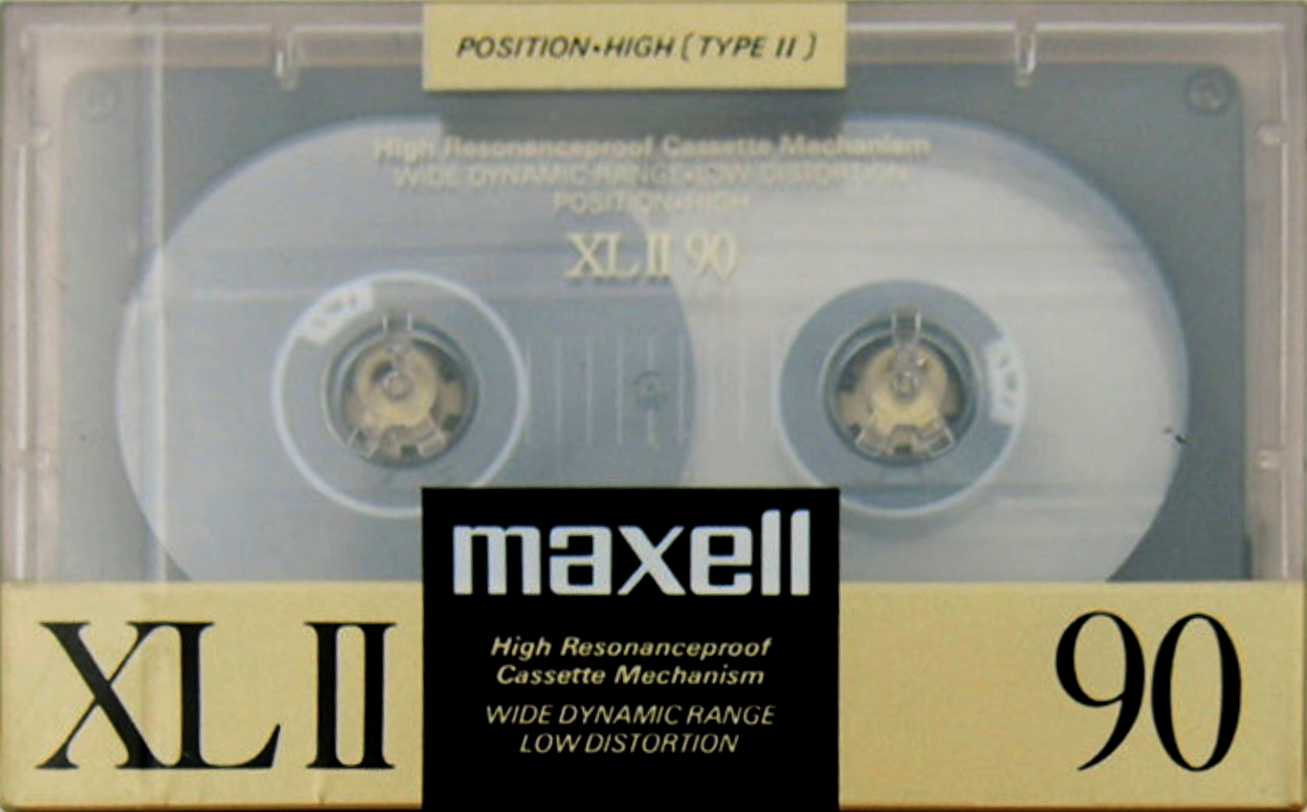 POSITION•HIGH (TYPE II)
High Resonanceproof Cassette Mechanism
WIDE DYNAMIC RANGE•LOW DISTORTION
POSITION•HIGH
XL II 90
maxell
XL II
High Resonanceproof
Cassette Mechanism
WIDE DYNAMIC RANGE
LOW DISTORTION
90